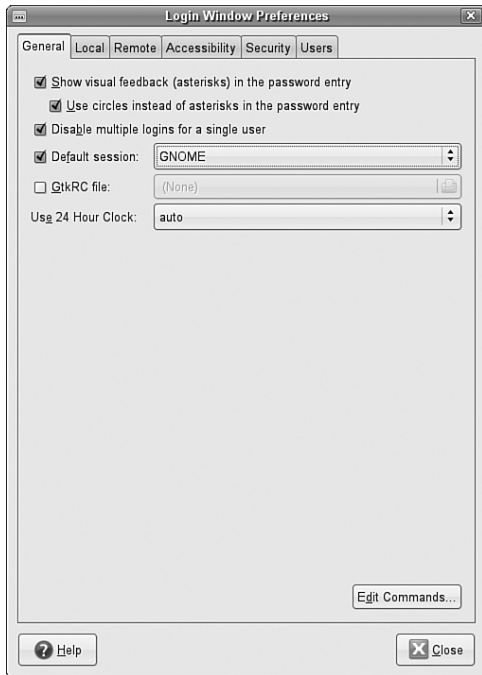 Login Window Preferences
General Local Remote Accessibility Security Users
Show visual feedback (asterisks) in the password entry
Use circles instead of asterisks in the password entry
Disable multiple logins for a single user
Default session: GNOME
GtkRC file: (None)
Use 24 Hour Clock: auto
Edit Commands...
Help Close